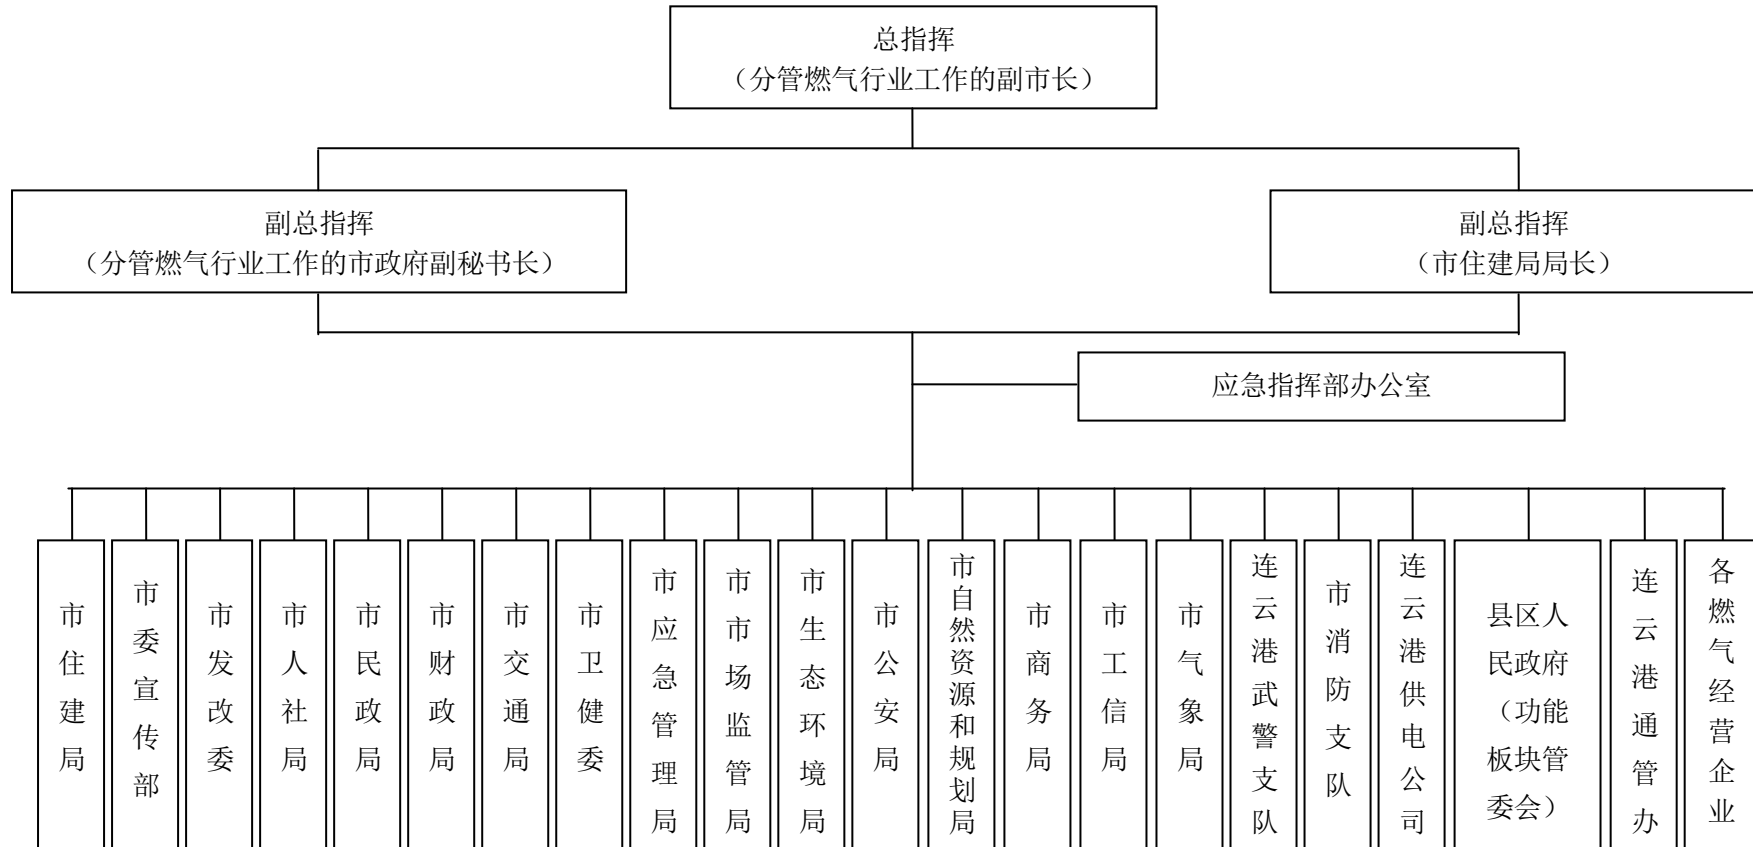 总指挥
（分管燃气行业工作的副市长）
副总指挥
（分管燃气行业工作的市政府副秘书长）
副总指挥
（市住建局局长）
应急指挥部办公室
市住建局
市委宣传部
市发改委
市人社局
市民政局
市财政局
市交通局
市卫健委
市应急管理局
市市场监管局
市生态环境局
市公安局
市自然资源和规划局
市商务局
市工信局
市气象局
连云港武警支队
市消防支队
连云港供电公司
县区人
民政府
（功能
板块管
委会）
连云港通管办
各燃气经营企业